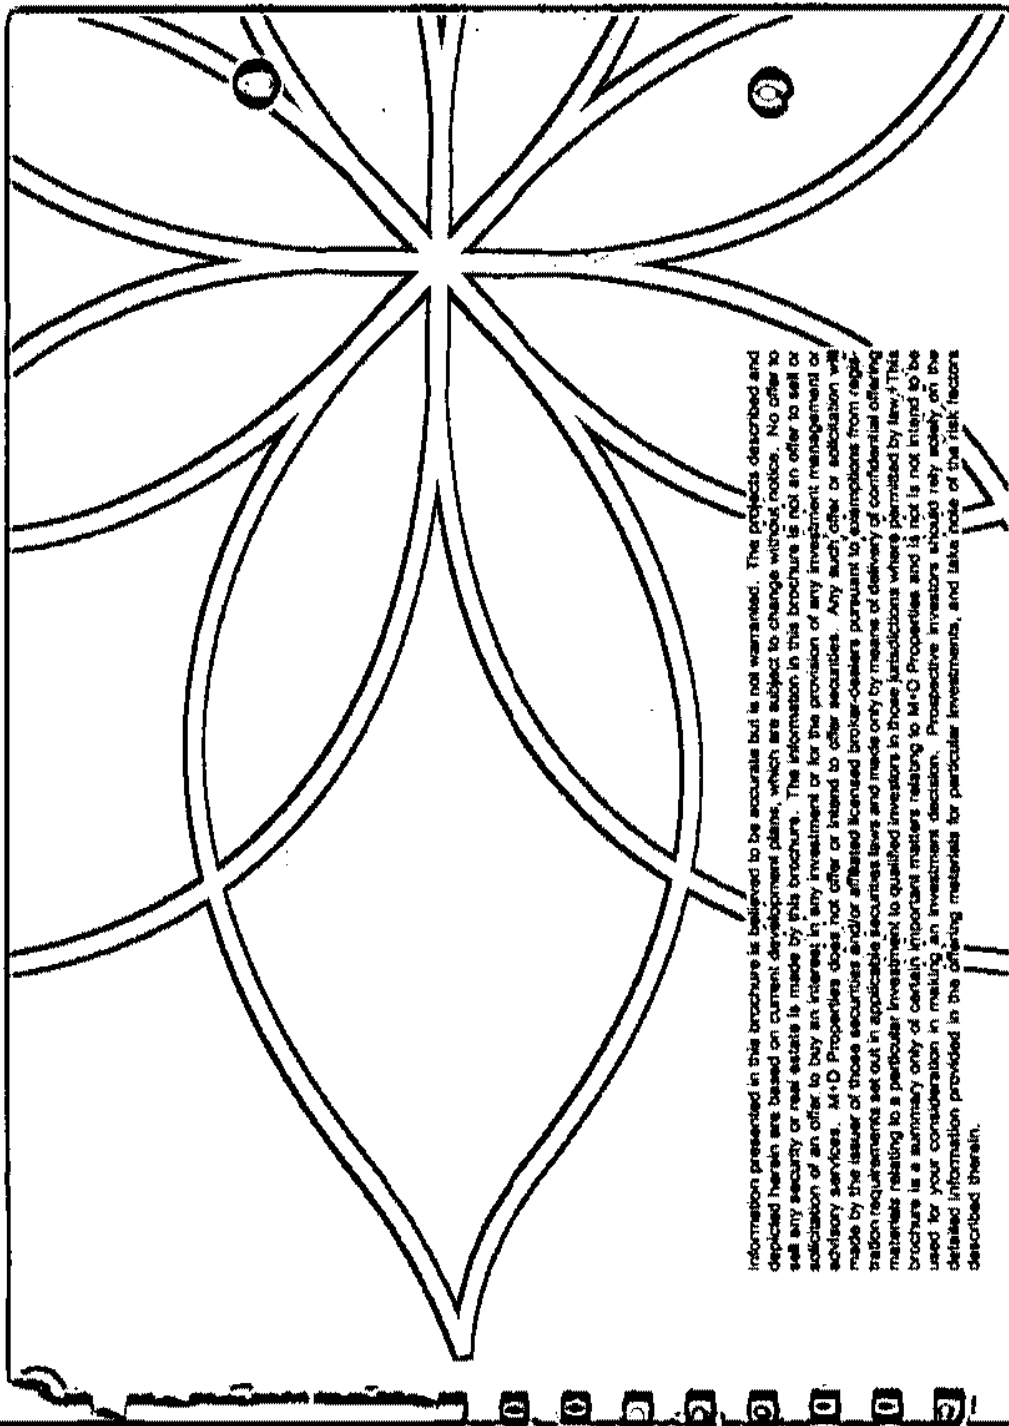 Information presented in this brochure is believed to be accurate but is not warranted. The projects described and
depicted herein are based on current development plans, which are subject to change without notice. No offer to
sell any security or real estate is made by this brochure. The information in this brochure is not an offer to sell or
solicitation of an offer to buy an interest in any investment or for the provision of any investment management or
advisory services. M+D Properties does not offer or intend to offer securities. Any such offer or solicitation will
made by the issuer of those securities and/or affiliated licensed broker-dealers pursuant to exemptions from regis-
tration requirements set out in applicable securities laws and made only by means of delivery of confidential offering
materials relating to a particular investment to qualified investors in those jurisdictions where permitted by law. This
brochure is a summary only of certain important matters relating to M+D Properties and is not is not intend to be
used for your consideration in making an investment decision. Prospective investors should rely solely on the
detailed information provided in the offering materials for particular investments, and take note of the risk factors
described therein.